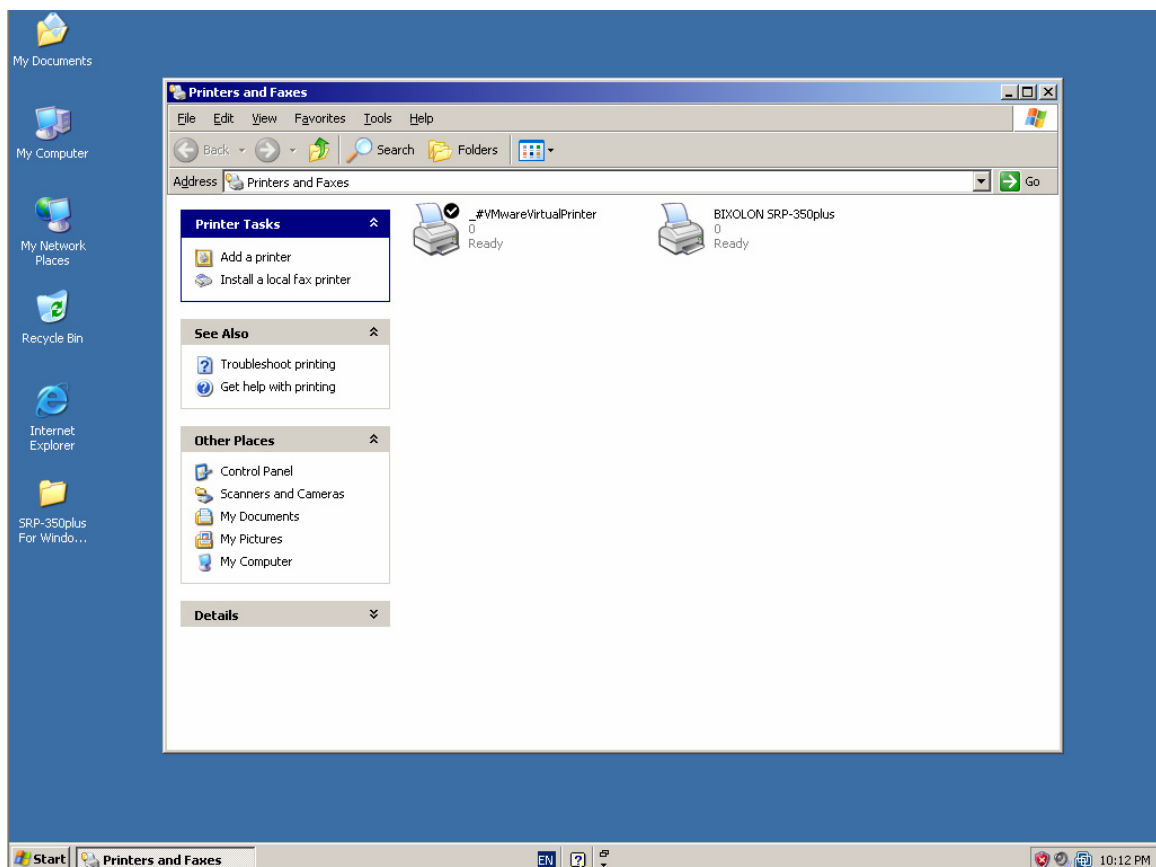 My Documents
My Computer
My Network
Places
Recycle Bin
Internet
Explorer
SRP-350plus
For Windo...
Printers and Faxes
File Edit View Favorites Tools Help
Back Search Folders
Address Printers and Faxes Go
Printer Tasks
Add a printer
Install a local fax printer
See Also
Troubleshoot printing
Get help with printing
Other Places
Control Panel
Scanners and Cameras
My Documents
My Pictures
My Computer
Details
_#VMwareVirtualPrinter
0
Ready
BIXOLON SRP-350plus
0
Ready
Start Printers and Faxes EN 10:12 PM